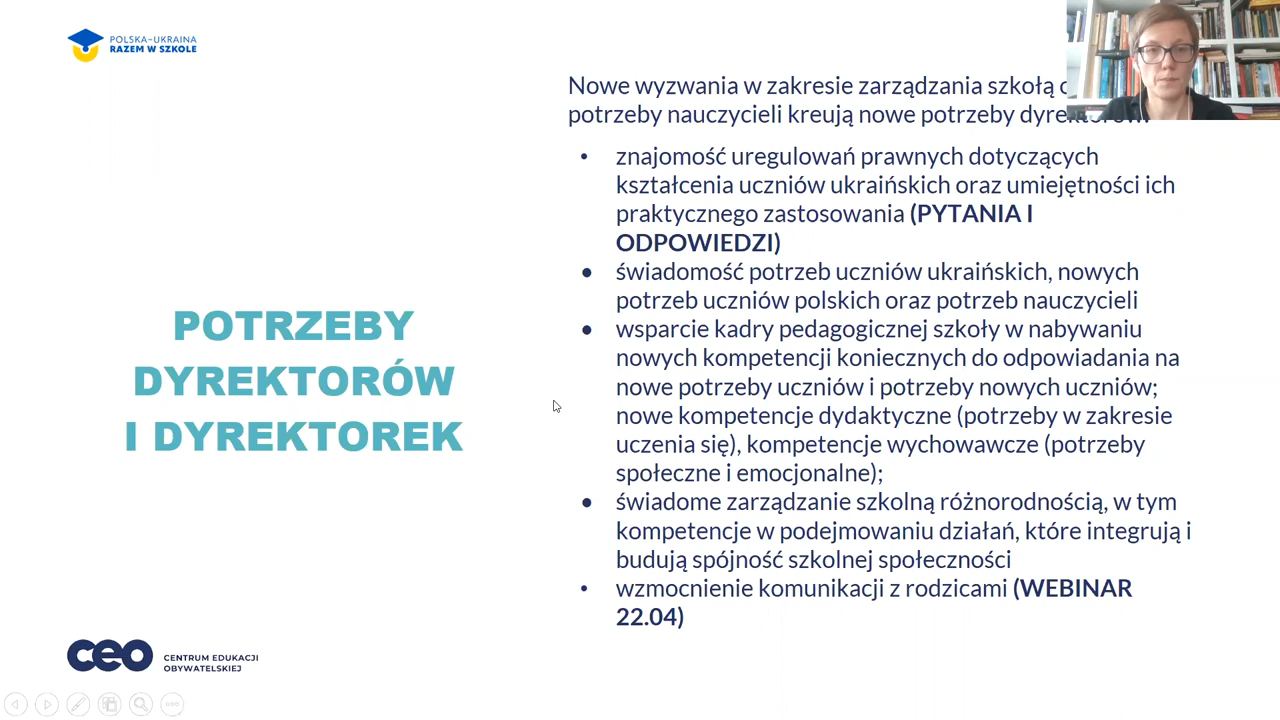 POLSKA-UKRAINA
RAZEM W SZKOLE
Nowe wyzwania w zakresie zarządzania szkołą
potrzeby nauczycieli kreują nowe potrzeby dyrektorów:
• znajomość uregulowań prawnych dotyczących
kształcenia uczniów ukraińskich oraz umiejętności ich
praktycznego zastosowania (PYTANIA I
ODPOWIEDZI)
• świadomość potrzeb uczniów ukraińskich, nowych
potrzeb uczniów polskich oraz potrzeb nauczycieli
• wsparcie kadry pedagogicznej szkoły w nabywaniu
nowych kompetencji koniecznych do odpowiadania na
nowe potrzeby uczniów i potrzeby nowych uczniów;
nowe kompetencje dydaktyczne (potrzeby w zakresie
uczenia się), kompetencje wychowawcze (potrzeby
społeczne i emocjonalne);
• świadome zarządzanie szkolną różnorodnością, w tym
kompetencje w podejmowaniu działań, które integrują i
budują spójność szkolnej społeczności
• wzmocnienie komunikacji z rodzicami (WEBINAR
22.04)
POTRZEBY
DYREKTORÓW
I DYREKTOREK
ceo
CENTRUM EDUKACJI
OBYWATELSKIEJ